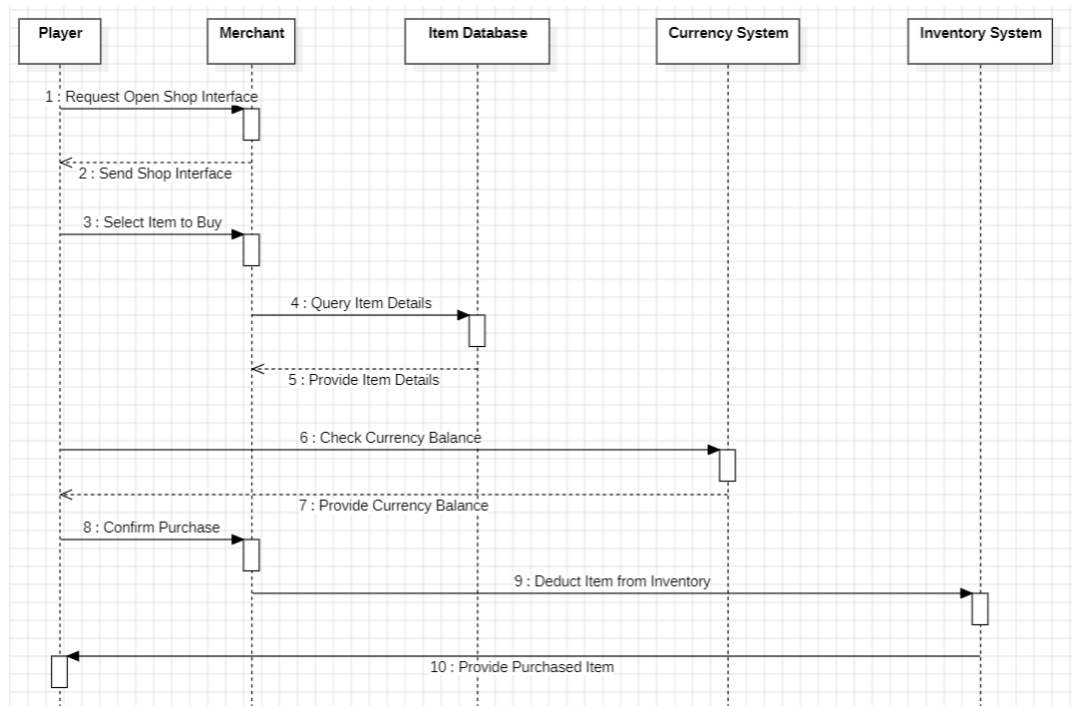 Player
Merchant
Item Database
Currency System
Inventory System
1 : Request Open Shop Interface
2 : Send Shop Interface
3 : Select Item to Buy
4 : Query Item Details
5 : Provide Item Details
6 : Check Currency Balance
7 : Provide Currency Balance
8 : Confirm Purchase
9 : Deduct Item from Inventory
10 : Provide Purchased Item